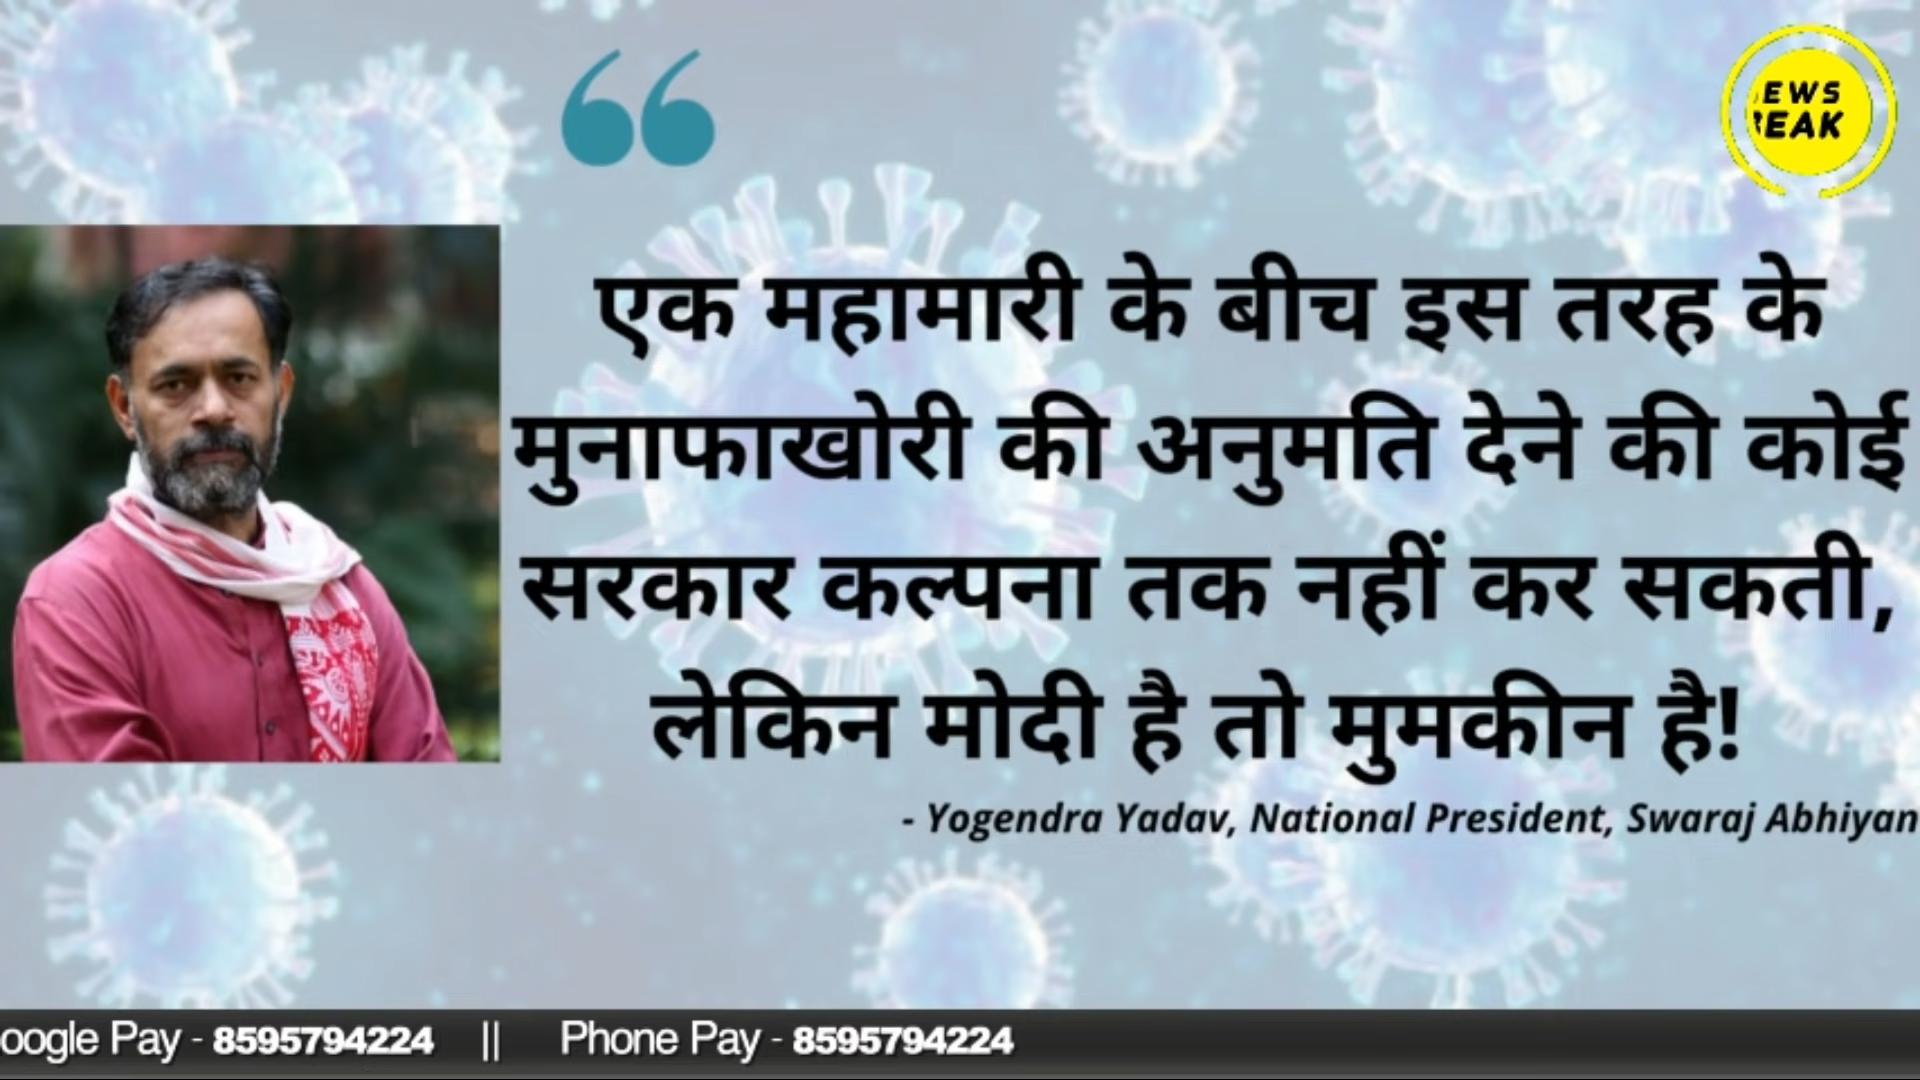 EWS
EAK
एक महामारी के बीच इस तरह के
मुनाफाखोरी की अनुमति देने की कोई
सरकार कल्पना तक नहीं कर सकती,
लेकिन मोदी है तो मुमकीन है!
- Yogendra Yadav, National President, Swaraj Abhiyan
oogle Pay - 8595794224 || Phone Pay - 8595794224